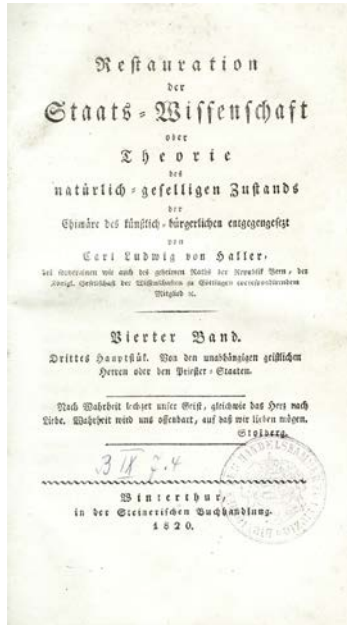 Restauration
der
Staats-Wissenschaft
oder
Theorie
des
natürlich-geselligen Zustands
der
Chimäre des künstlich-bürgerlichen entgegengesezt
von
Carl Ludwig von Haller,
des souverainen wie auch des geheimen Raths der Republik Bern, der
Königl. Gesellschaft der Wissenschaften zu Göttingen correspondirendem
Mitglied ꝛc.
Vierter Band.
Drittes Hauptstük. Von den unabhängigen geistlichen
Herren oder den Priester-Staaten.
Nach Wahrheit lechzet unser Geist, gleichwie das Herz nach
Liebe. Wahrheit wird uns offenbart, auf daß wir lieben mögen.
Stolberg.
B IX 7.4
Winterthur,
in der Steinerischen Buchhandlung.
1820.